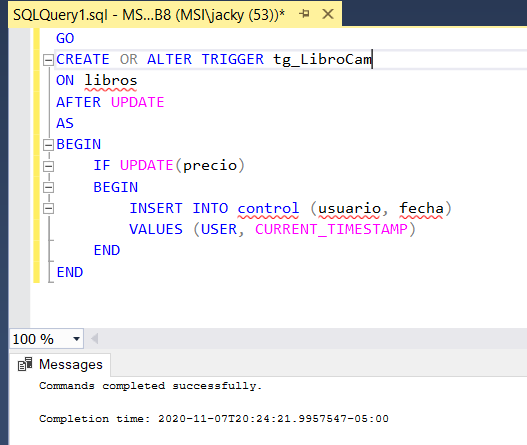 SQLQuery1.sql - MS...B8 (MSI\jacky (53))*
GO
CREATE OR ALTER TRIGGER tg_LibroCam
ON libros
AFTER UPDATE
AS
BEGIN
IF UPDATE(precio)
BEGIN
INSERT INTO control (usuario, fecha)
VALUES (USER, CURRENT_TIMESTAMP)
END
END
100 %
Messages
Commands completed successfully.
Completion time: 2020-11-07T20:24:21.9957547-05:00